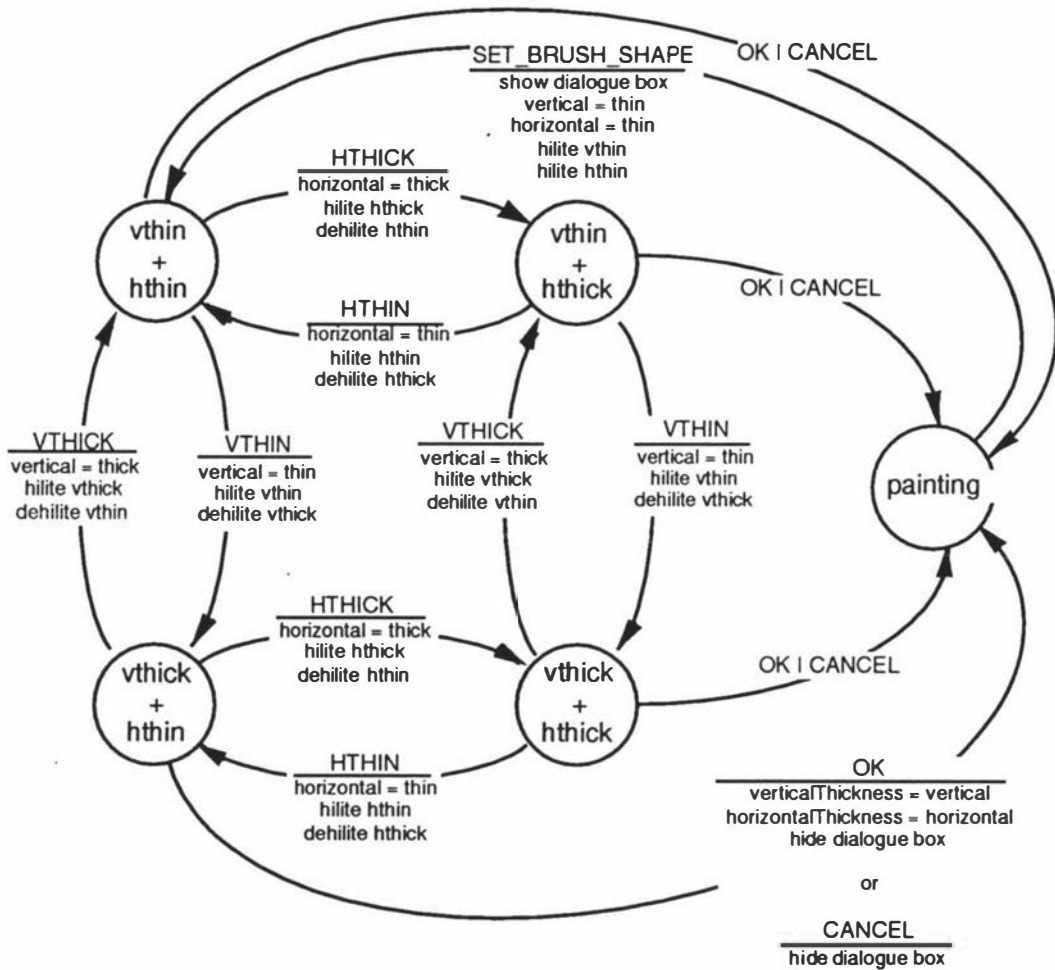 OK | CANCEL
SET_BRUSH_SHAPE
show dialogue box
vertical = thin
horizontal = thin
hilite vthin
hilite hthin
HTHICK
horizontal = thick
hilite hthick
dehilite hthin
vthin
+
hthin
vthin
+
hthick
OK | CANCEL
HTHIN
horizontal = thin
hilite hthin
dehilite hthick
VTHICK
vertical = thick
hilite vthick
dehilite vthin
VTHIN
vertical = thin
hilite vthin
dehilite vthick
VTHICK
vertical = thick
hilite vthick
dehilite vthin
VTHIN
vertical = thin
hilite vthin
dehilite vthick
painting
HTHICK
horizontal = thick
hilite hthick
dehilite hthin
vthick
+
hthin
vthick
+
hthick
OK | CANCEL
HTHIN
horizontal = thin
hilite hthin
dehilite hthick
OK
verticalThickness = vertical
horizontalThickness = horizontal
hide dialogue box
or
CANCEL
hide dialogue box